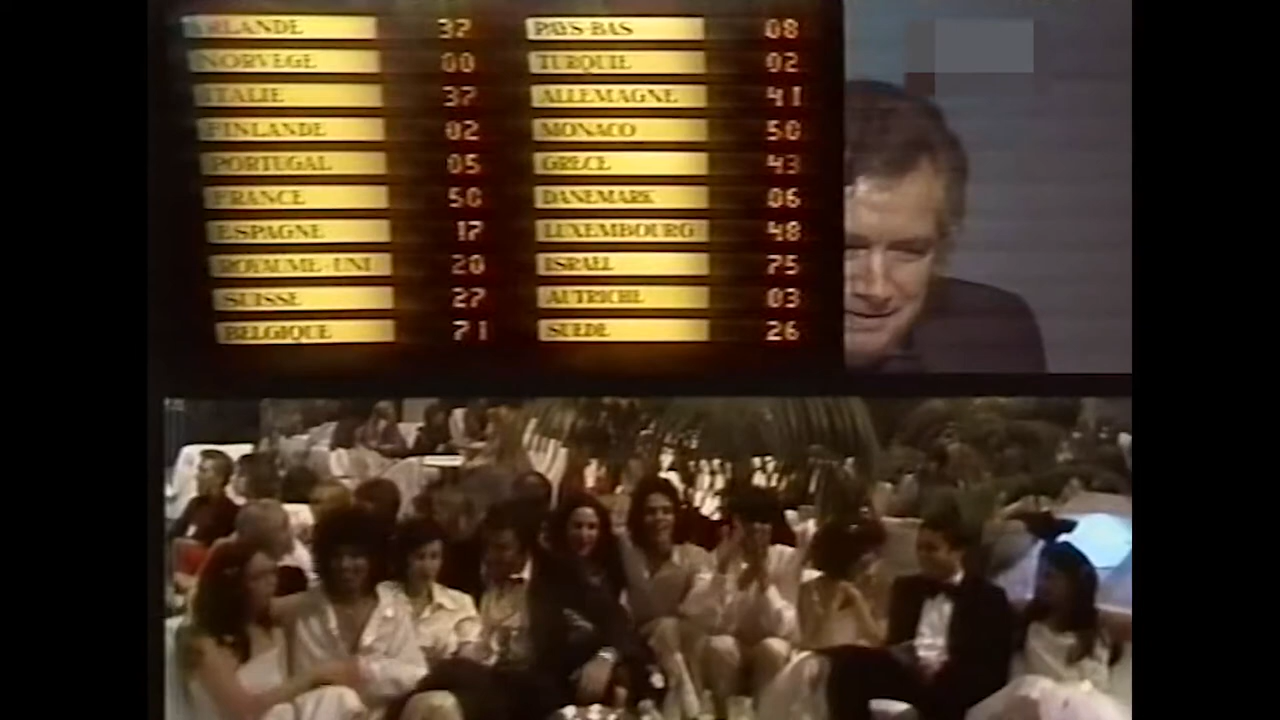 IRLANDE 37 PAYS-BAS 08
NORVEGE 00 TURQUIE 02
ITALIE 37 ALLEMAGNE 41
FINLANDE 02 MONACO 50
PORTUGAL 05 GRECE 43
FRANCE 50 DANEMARK 06
ESPAGNE 17 LUXEMBOURG 48
ROYAUME-UNI 20 ISRAEL 75
SUISSE 27 AUTRICHE 03
BELGIQUE 71 SUEDE 26